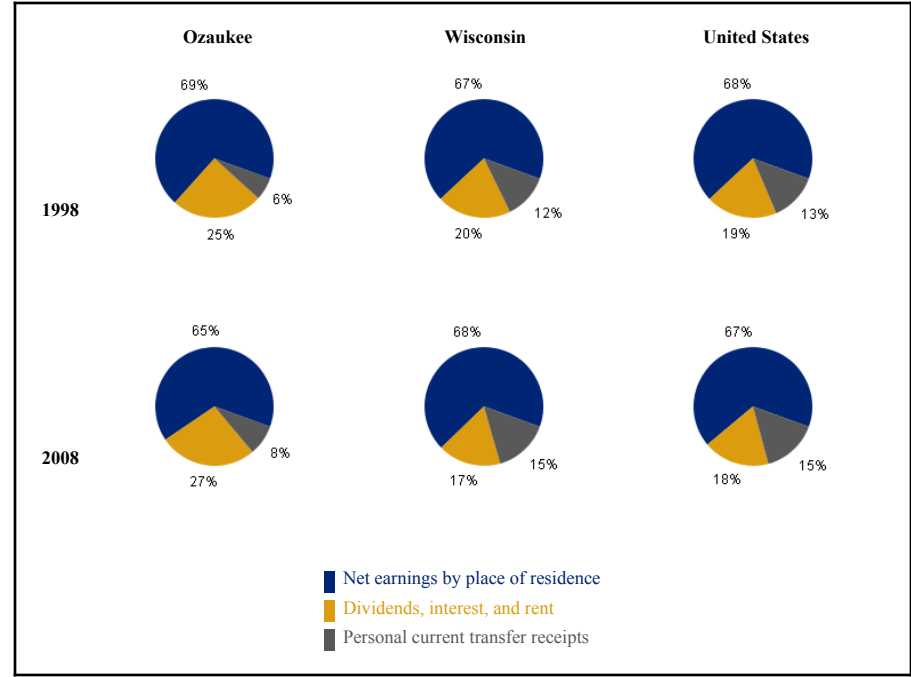 Ozaukee Wisconsin United States
69% 67% 68%
1998
6% 12% 13%
25% 20% 19%
65% 68% 67%
2008
8% 15% 15%
27% 17% 18%
Net earnings by place of residence
Dividends, interest, and rent
Personal current transfer receipts